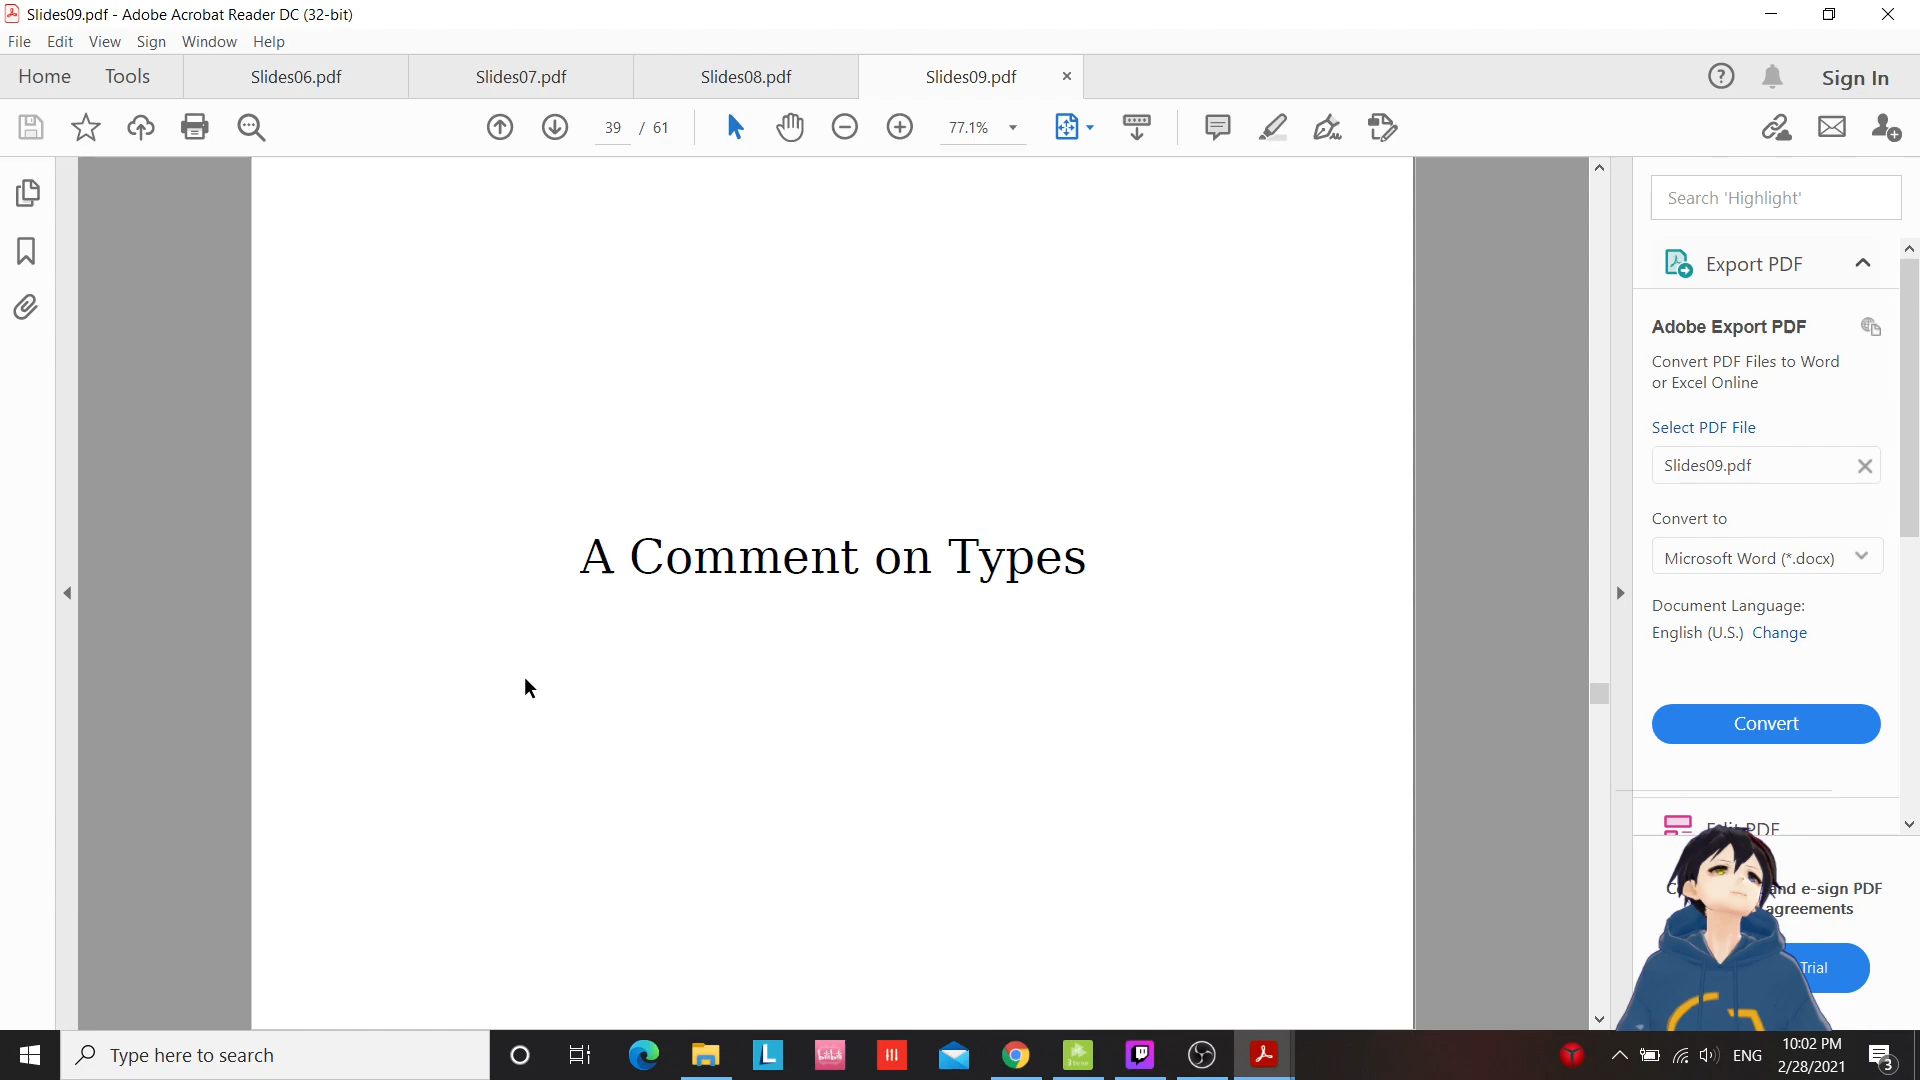 Slides09.pdf - Adobe Acrobat Reader DC (32-bit)
File Edit View Sign Window Help
Home Tools Slides06.pdf Slides07.pdf Slides08.pdf Slides09.pdf Sign In
39 / 61 77.1%
Search 'Highlight'
Export PDF
Adobe Export PDF
Convert PDF Files to Word
or Excel Online
Select PDF File
Slides09.pdf
Convert to
Microsoft Word (*.docx)
Document Language:
English (U.S.) Change
Convert
Edit PDF
and e-sign PDF
agreements
Trial
A Comment on Types
Type here to search
ENG
10:02 PM
2/28/2021
3